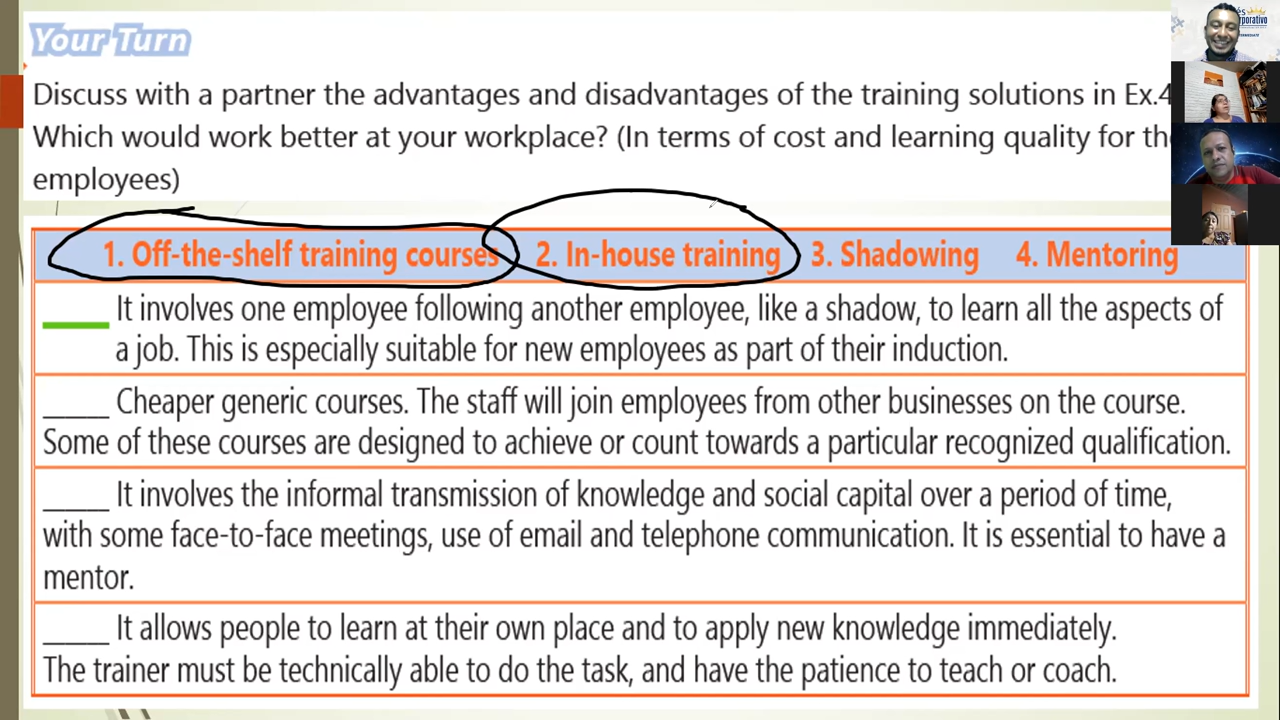 Your Turn
Discuss with a partner the advantages and disadvantages of the training solutions in Ex.4
Which would work better at your workplace? (In terms of cost and learning quality for the
employees)
1. Off-the-shelf training courses 2. In-house training 3. Shadowing 4. Mentoring
____ It involves one employee following another employee, like a shadow, to learn all the aspects of
a job. This is especially suitable for new employees as part of their induction.
____ Cheaper generic courses. The staff will join employees from other businesses on the course.
Some of these courses are designed to achieve or count towards a particular recognized qualification.
____ It involves the informal transmission of knowledge and social capital over a period of time,
with some face-to-face meetings, use of email and telephone communication. It is essential to have a
mentor.
____ It allows people to learn at their own place and to apply new knowledge immediately.
The trainer must be technically able to do the task, and have the patience to teach or coach.